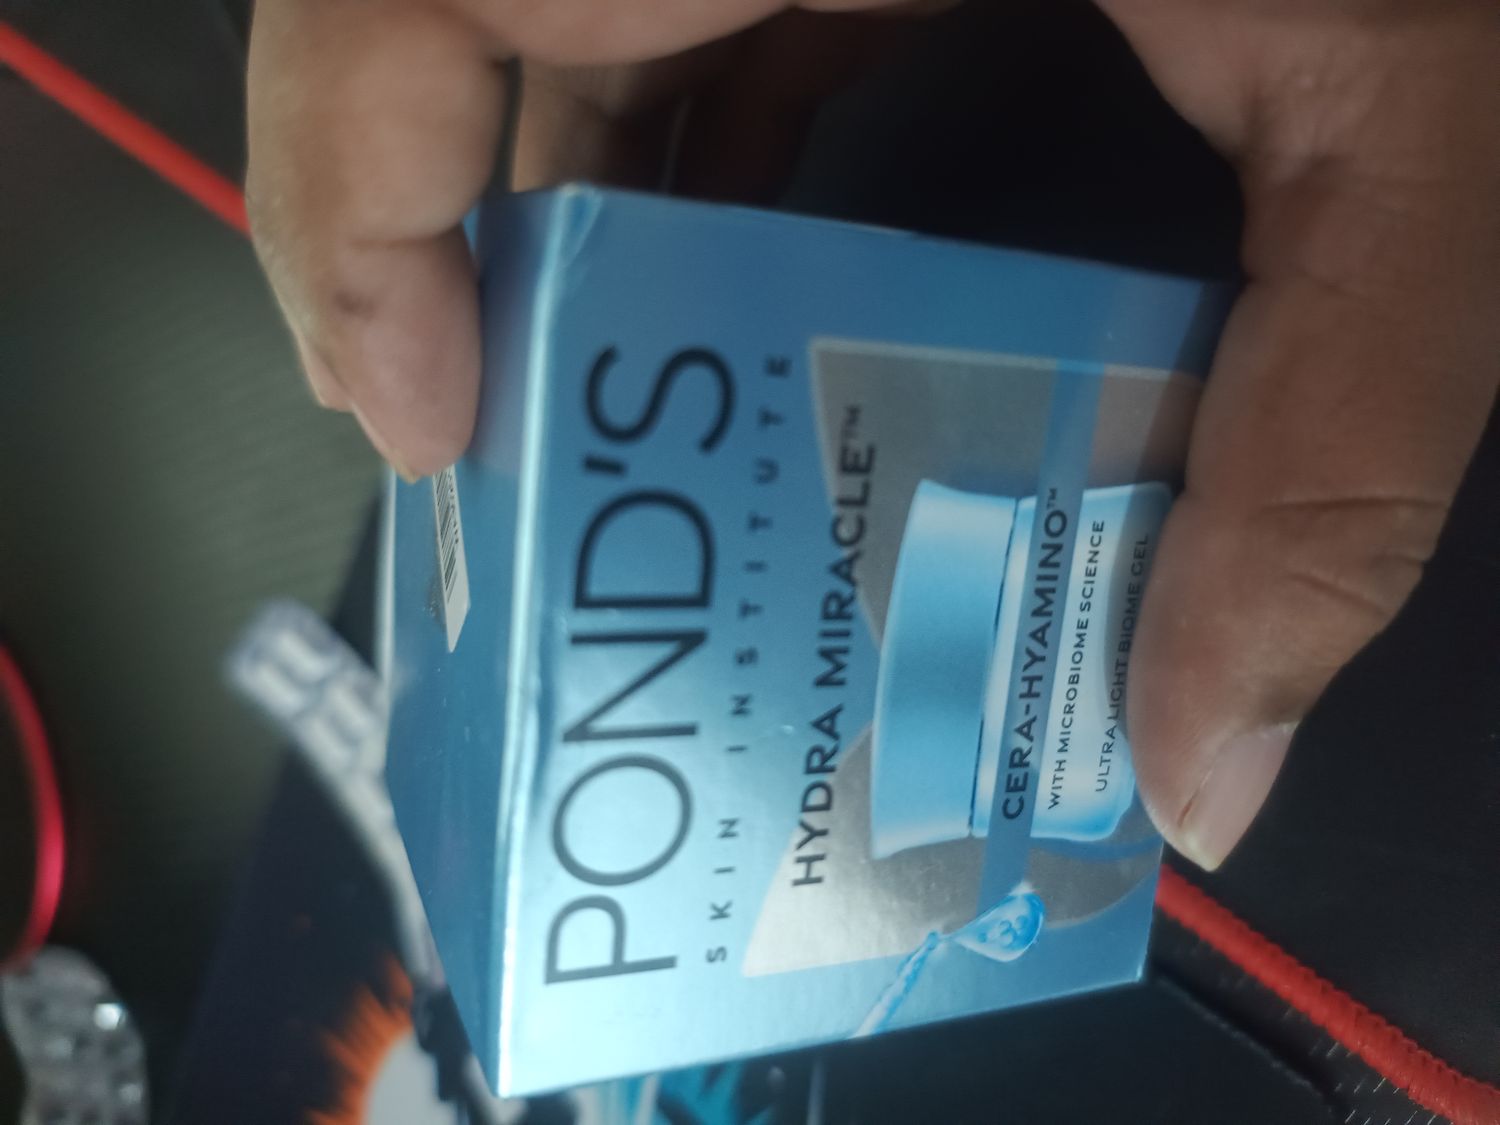 POND'S
SKIN INSTITUTE
HYDRA MIRACLE™
CERA-HYAMINO™
WITH MICROBIOME SCIENCE
ULTRA LIGHT BIOME GEL